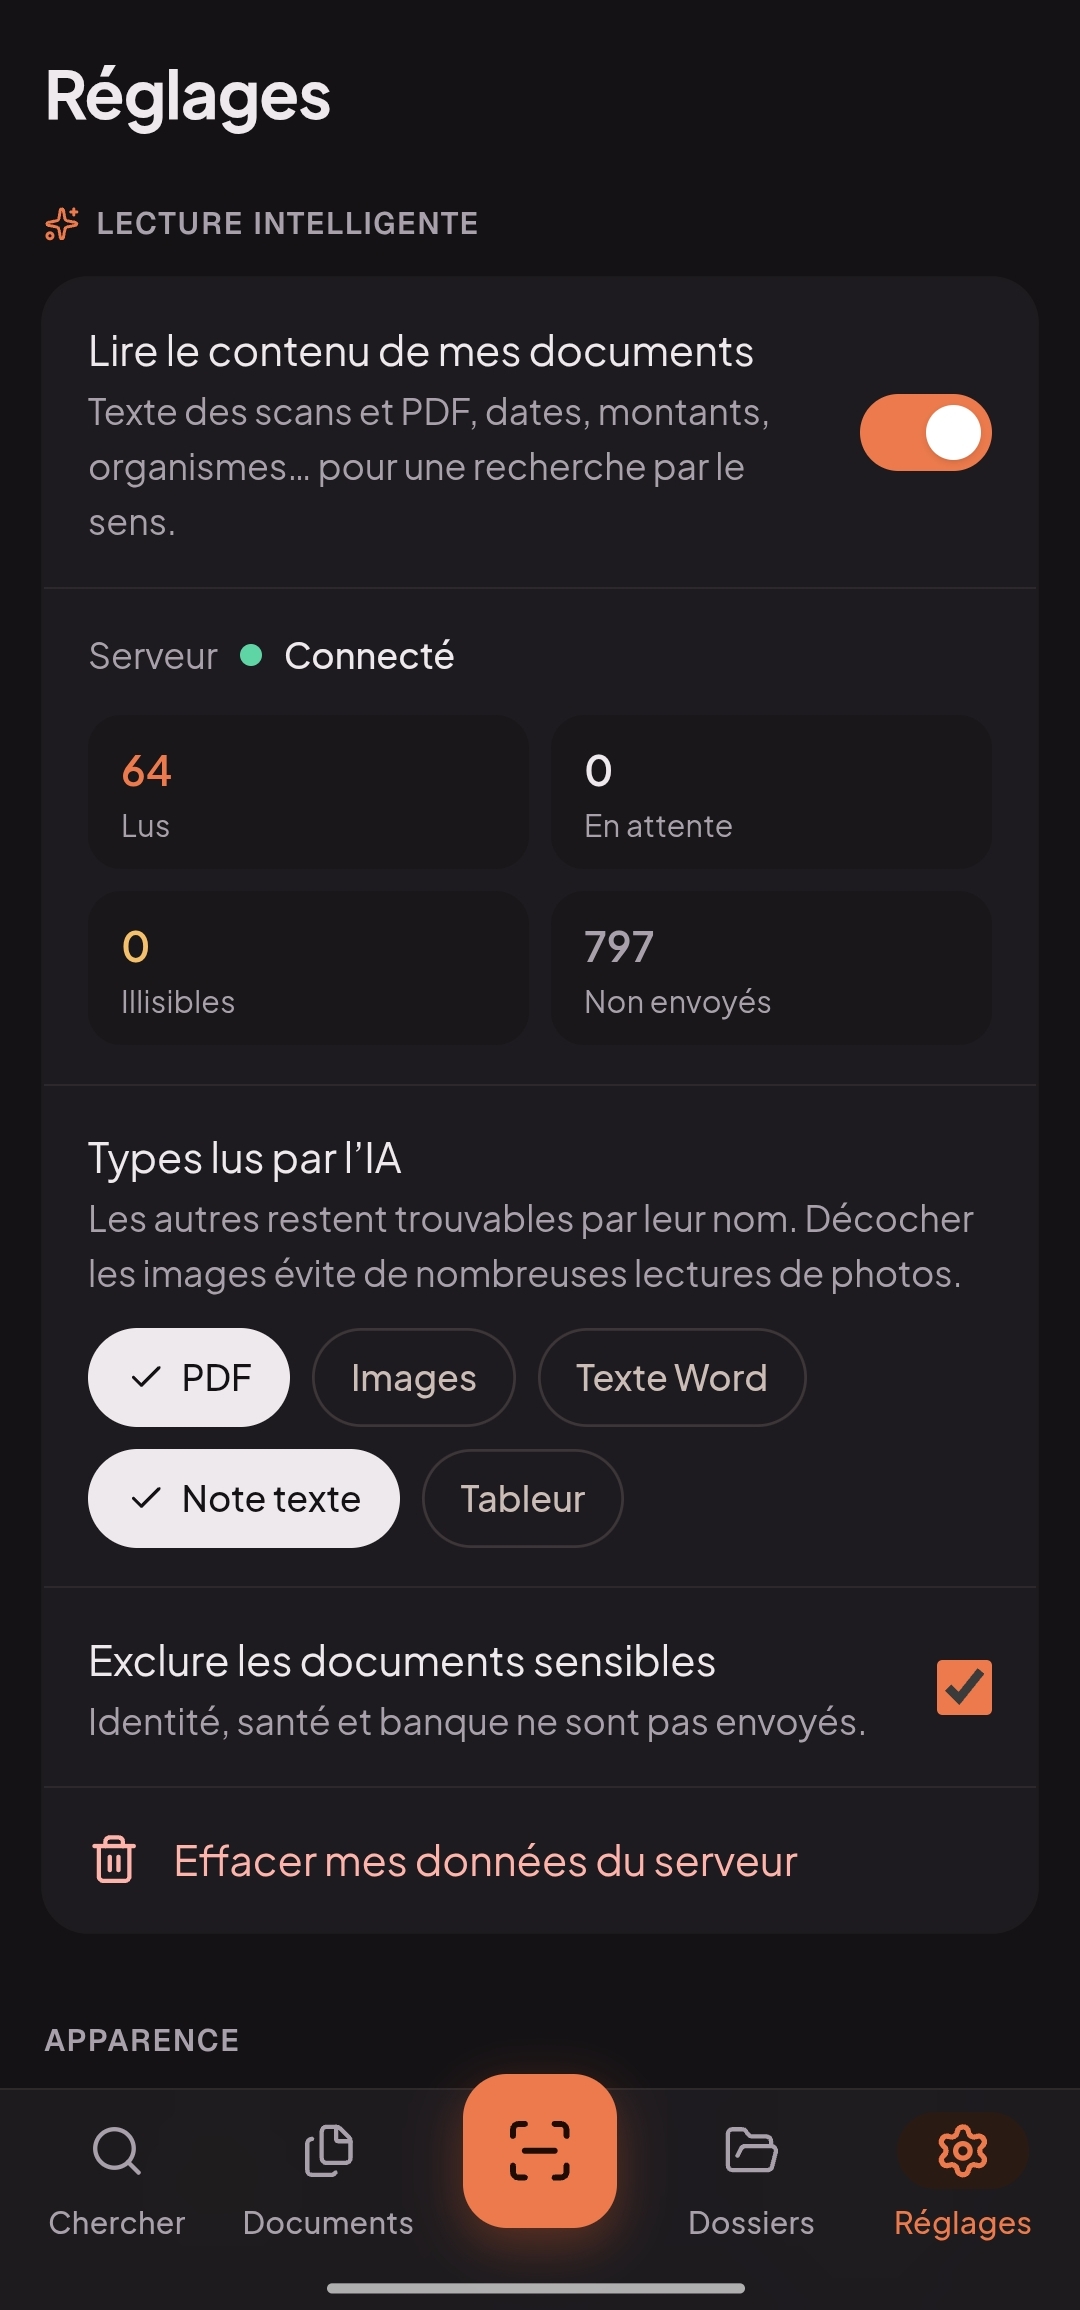 Réglages
LECTURE INTELLIGENTE
Lire le contenu de mes documents
Texte des scans et PDF, dates, montants,
organismes… pour une recherche par le
sens.
Serveur Connecté
64
Lus
0
En attente
0
Illisibles
797
Non envoyés
Types lus par l’IA
Les autres restent trouvables par leur nom. Décocher
les images évite de nombreuses lectures de photos.
PDF Images Texte Word
Note texte Tableur
Exclure les documents sensibles
Identité, santé et banque ne sont pas envoyés.
Effacer mes données du serveur
APPARENCE
Chercher Documents Dossiers Réglages